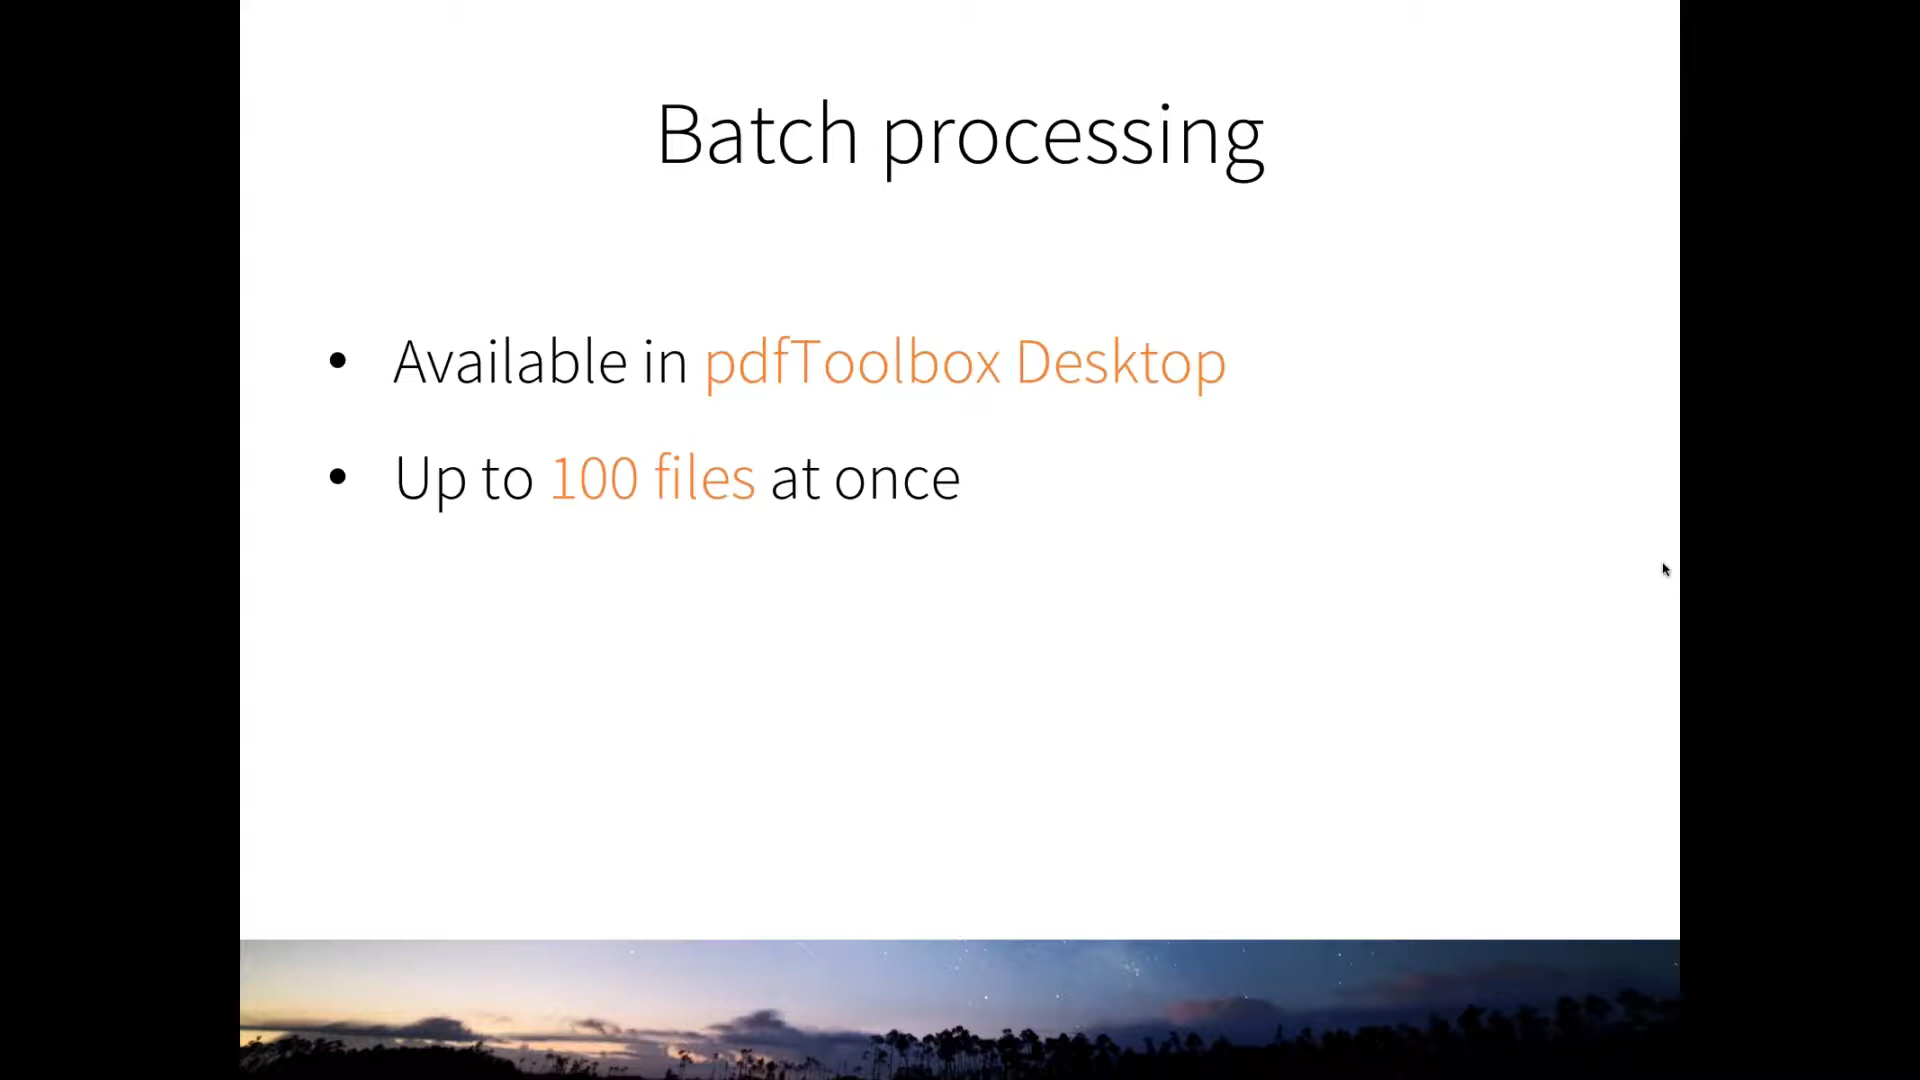 Batch processing
• Available in pdfToolbox Desktop
• Up to 100 files at once